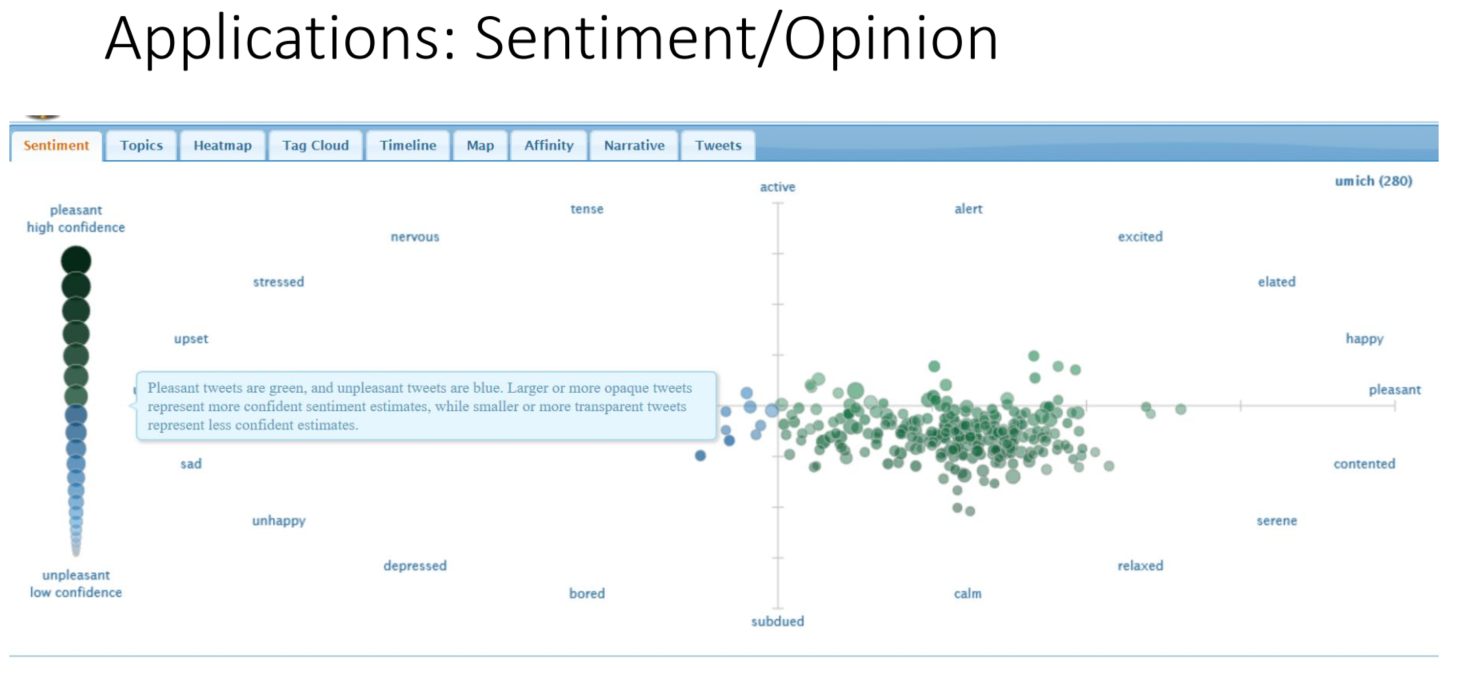 Applications: Sentiment/Opinion
Sentiment Topics Heatmap Tag Cloud Timeline Map Affinity Narrative Tweets
umich (280)
active
pleasant
high confidence
tense
alert
nervous
excited
stressed
elated
upset
happy
Pleasant tweets are green, and unpleasant tweets are blue. Larger or more opaque tweets
represent more confident sentiment estimates, while smaller or more transparent tweets
represent less confident estimates.
pleasant
sad
contented
unhappy
serene
depressed
relaxed
unpleasant
low confidence
bored
calm
subdued